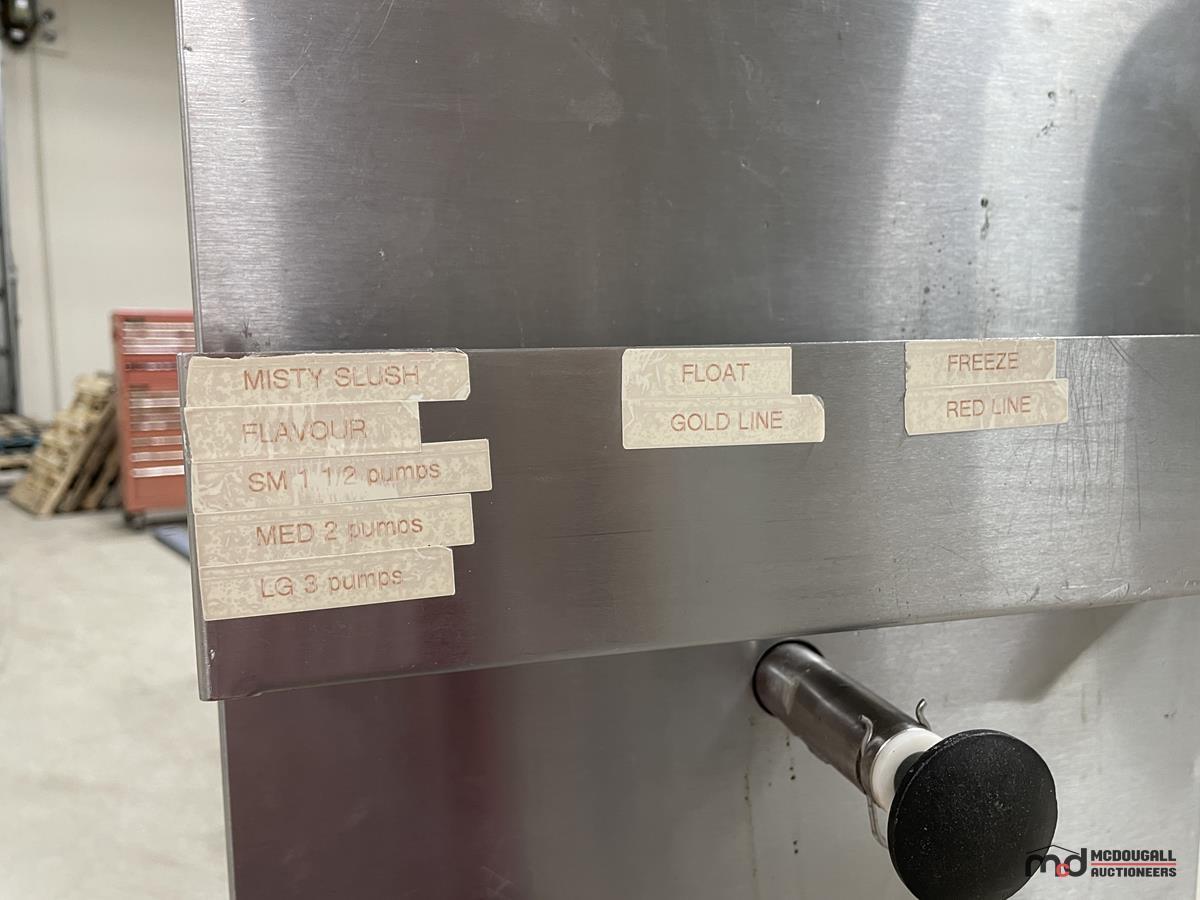 MISTY SLUSH
FLAVOUR
SM 1 1/2 pumps
MED 2 pumps
LG 3 pumps
FLOAT
GOLD LINE
FREEZE
RED LINE
mcd MCDOUGALL
AUCTIONEERS